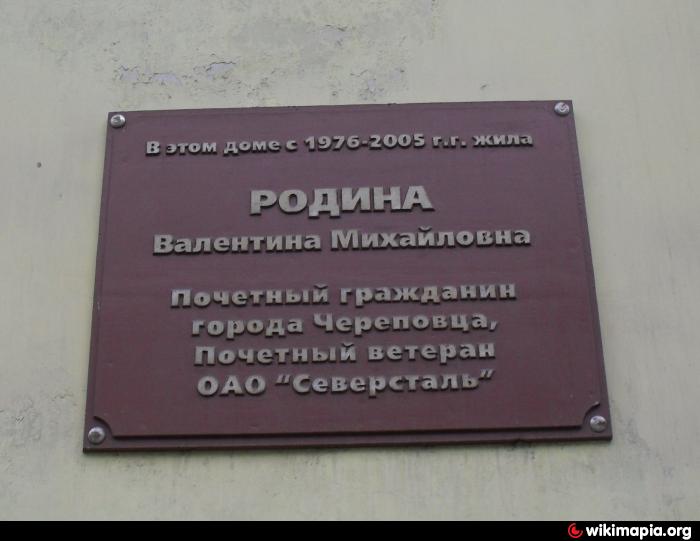 В этом доме с 1976-2005 г.г. жила
РОДИНА
Валентина Михайловна
Почетный гражданин
города Череповца,
Почетный ветеран
ОАО “Северсталь”
wikimapia.org